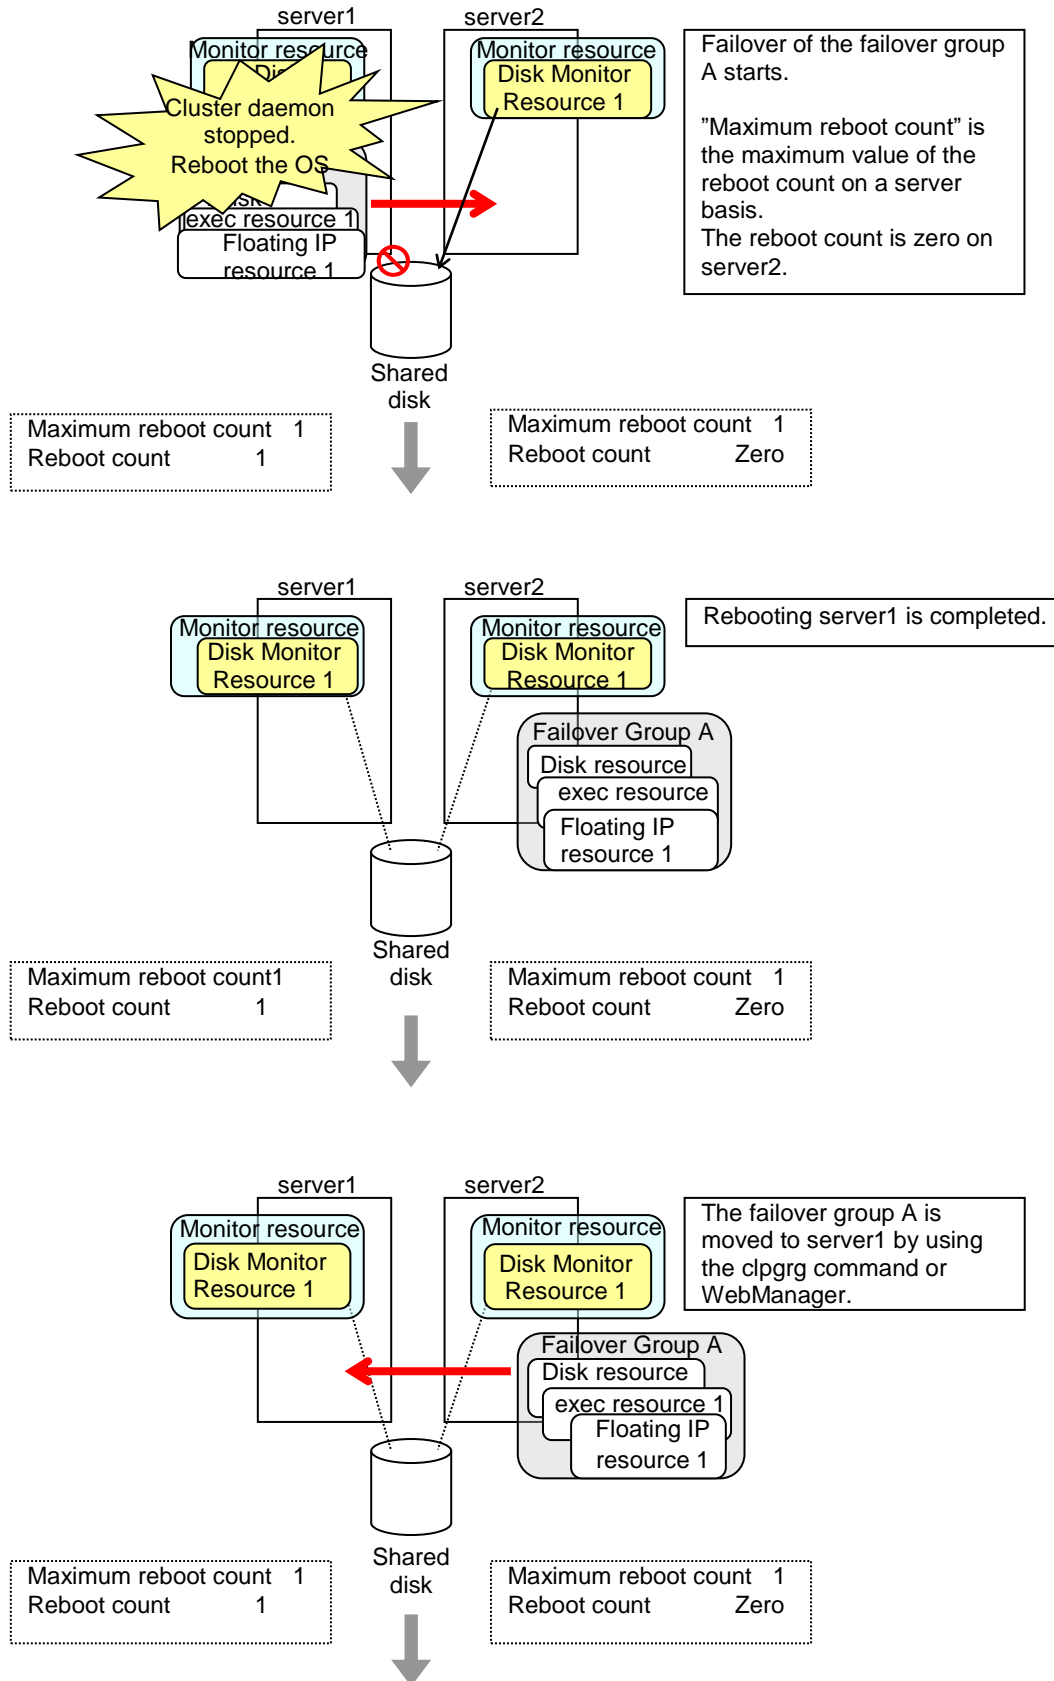 server1
server2
Monitor resource
Monitor resource
Disk Monitor
Resource 1
Cluster daemon
stopped.
Reboot the OS
exec resource 1
Floating IP
resource 1
Shared
disk
Failover of the failover group
A starts.
”Maximum reboot count” is
the maximum value of the
reboot count on a server
basis.
The reboot count is zero on
server2.
Maximum reboot count 1
Reboot count 1
Maximum reboot count 1
Reboot count Zero
server1
server2
Monitor resource
Disk Monitor
Resource 1
Monitor resource
Disk Monitor
Resource 1
Failover Group A
Disk resource
exec resource
Floating IP
resource 1
Shared
disk
Rebooting server1 is completed.
Maximum reboot count1
Reboot count 1
Maximum reboot count 1
Reboot count Zero
server1
server2
Monitor resource
Disk Monitor
Resource 1
Monitor resource
Disk Monitor
Resource 1
Failover Group A
Disk resource
exec resource 1
Floating IP
resource 1
Shared
disk
The failover group A is
moved to server1 by using
the clpgrg command or
WebManager.
Maximum reboot count 1
Reboot count 1
Maximum reboot count 1
Reboot count Zero